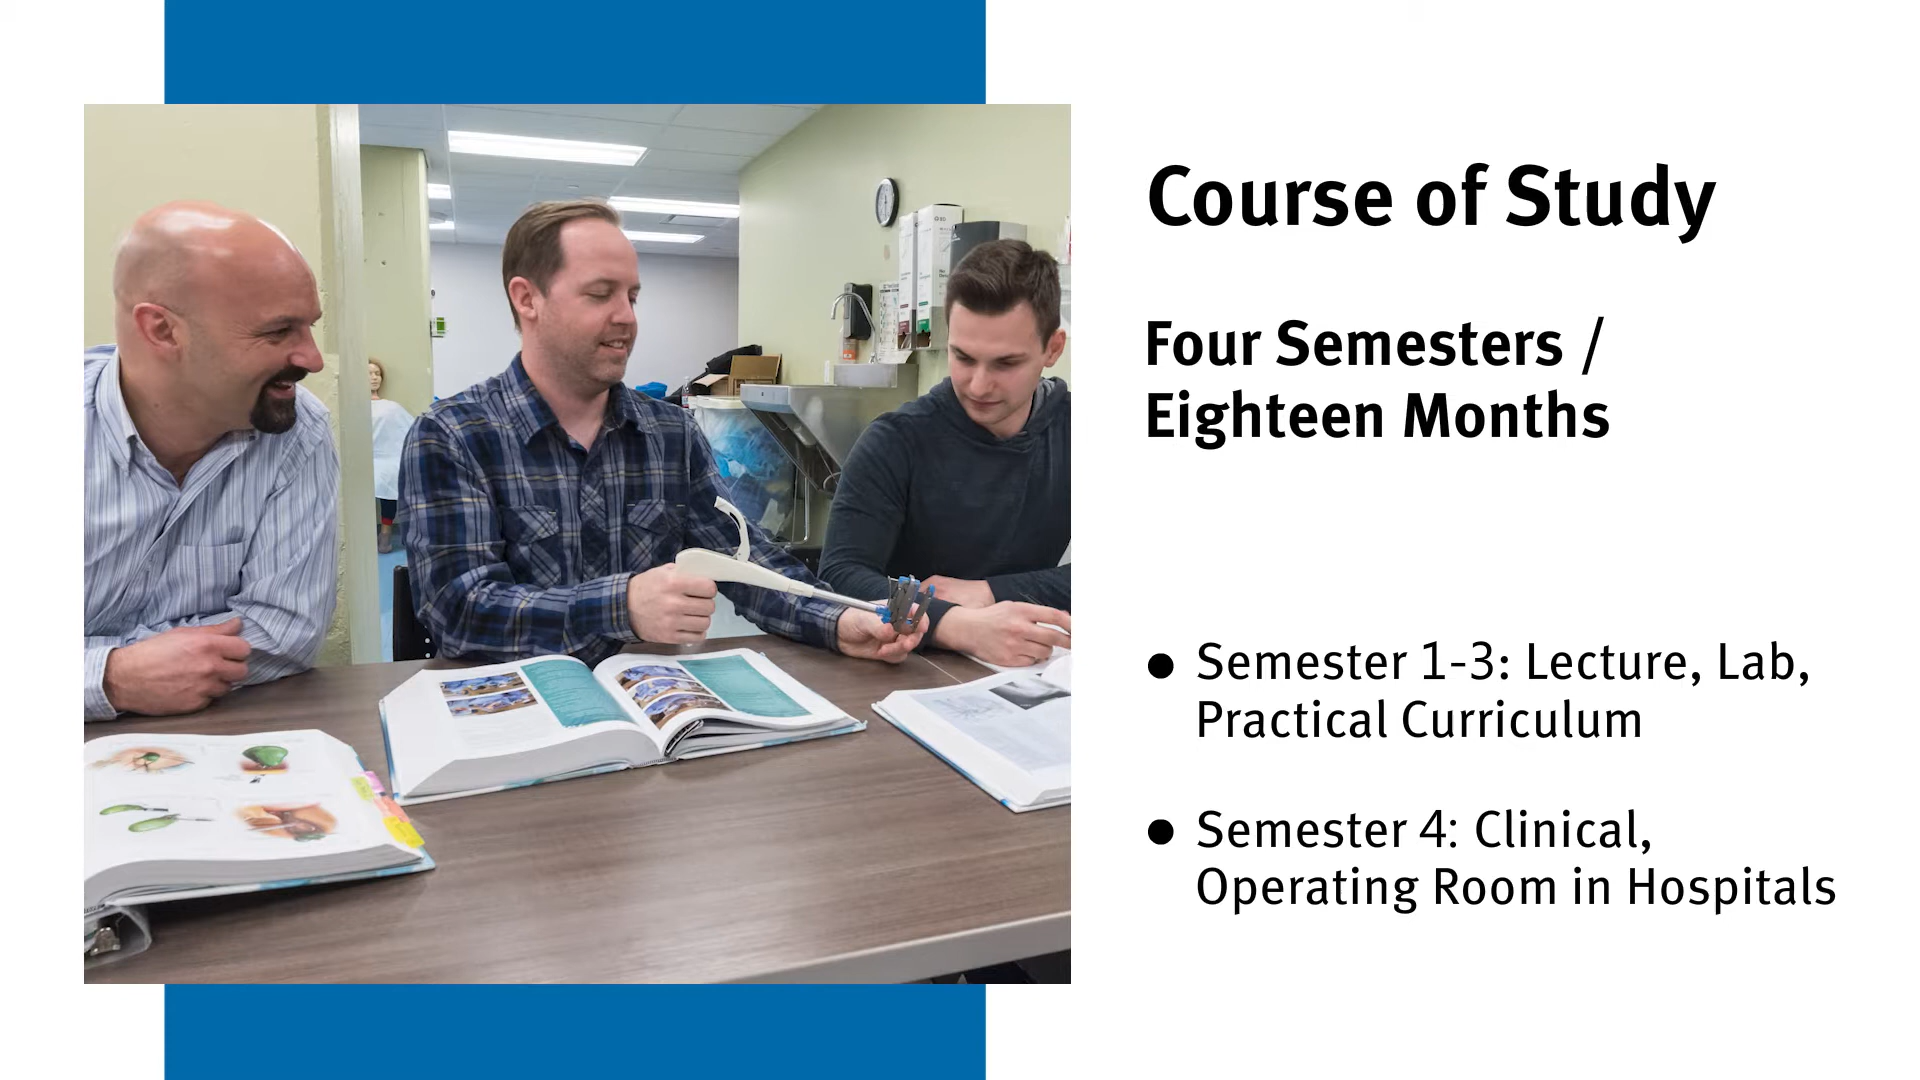 Course of Study
Four Semesters /
Eighteen Months
● Semester 1-3: Lecture, Lab,
Practical Curriculum
● Semester 4: Clinical,
Operating Room in Hospitals